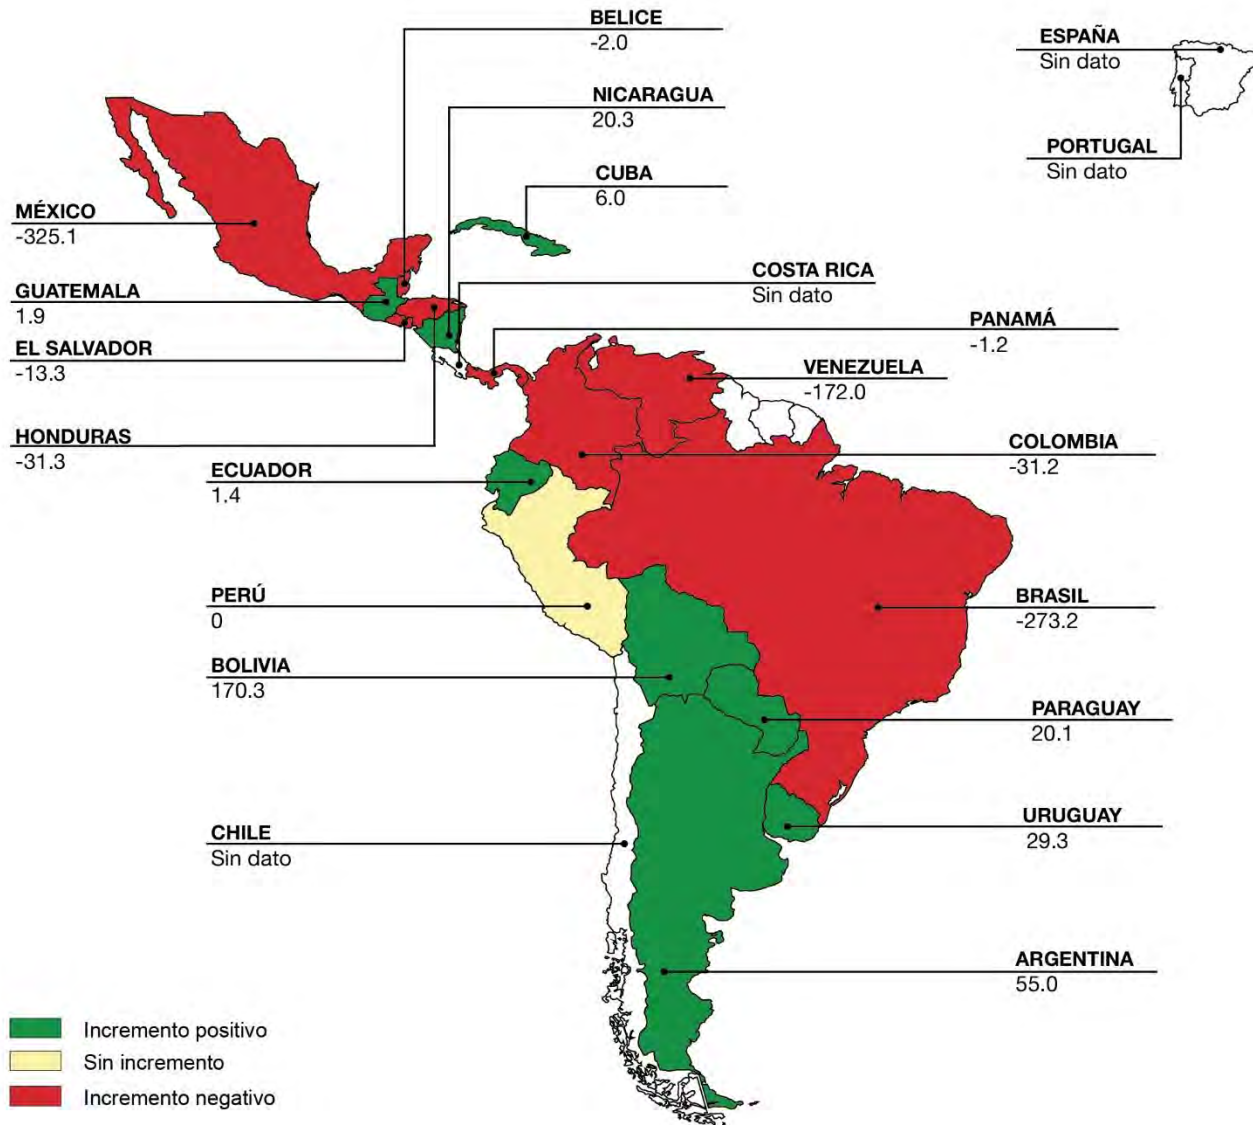 BELICE
-2.0
ESPAÑA
Sin dato
NICARAGUA
20.3
PORTUGAL
Sin dato
CUBA
6.0
MÉXICO
-325.1
COSTA RICA
Sin dato
GUATEMALA
1.9
PANAMÁ
-1.2
EL SALVADOR
-13.3
VENEZUELA
-172.0
HONDURAS
-31.3
COLOMBIA
-31.2
ECUADOR
1.4
PERÚ
0
BRASIL
-273.2
BOLIVIA
170.3
PARAGUAY
20.1
CHILE
Sin dato
URUGUAY
29.3
ARGENTINA
55.0
Incremento positivo
Sin incremento
Incremento negativo